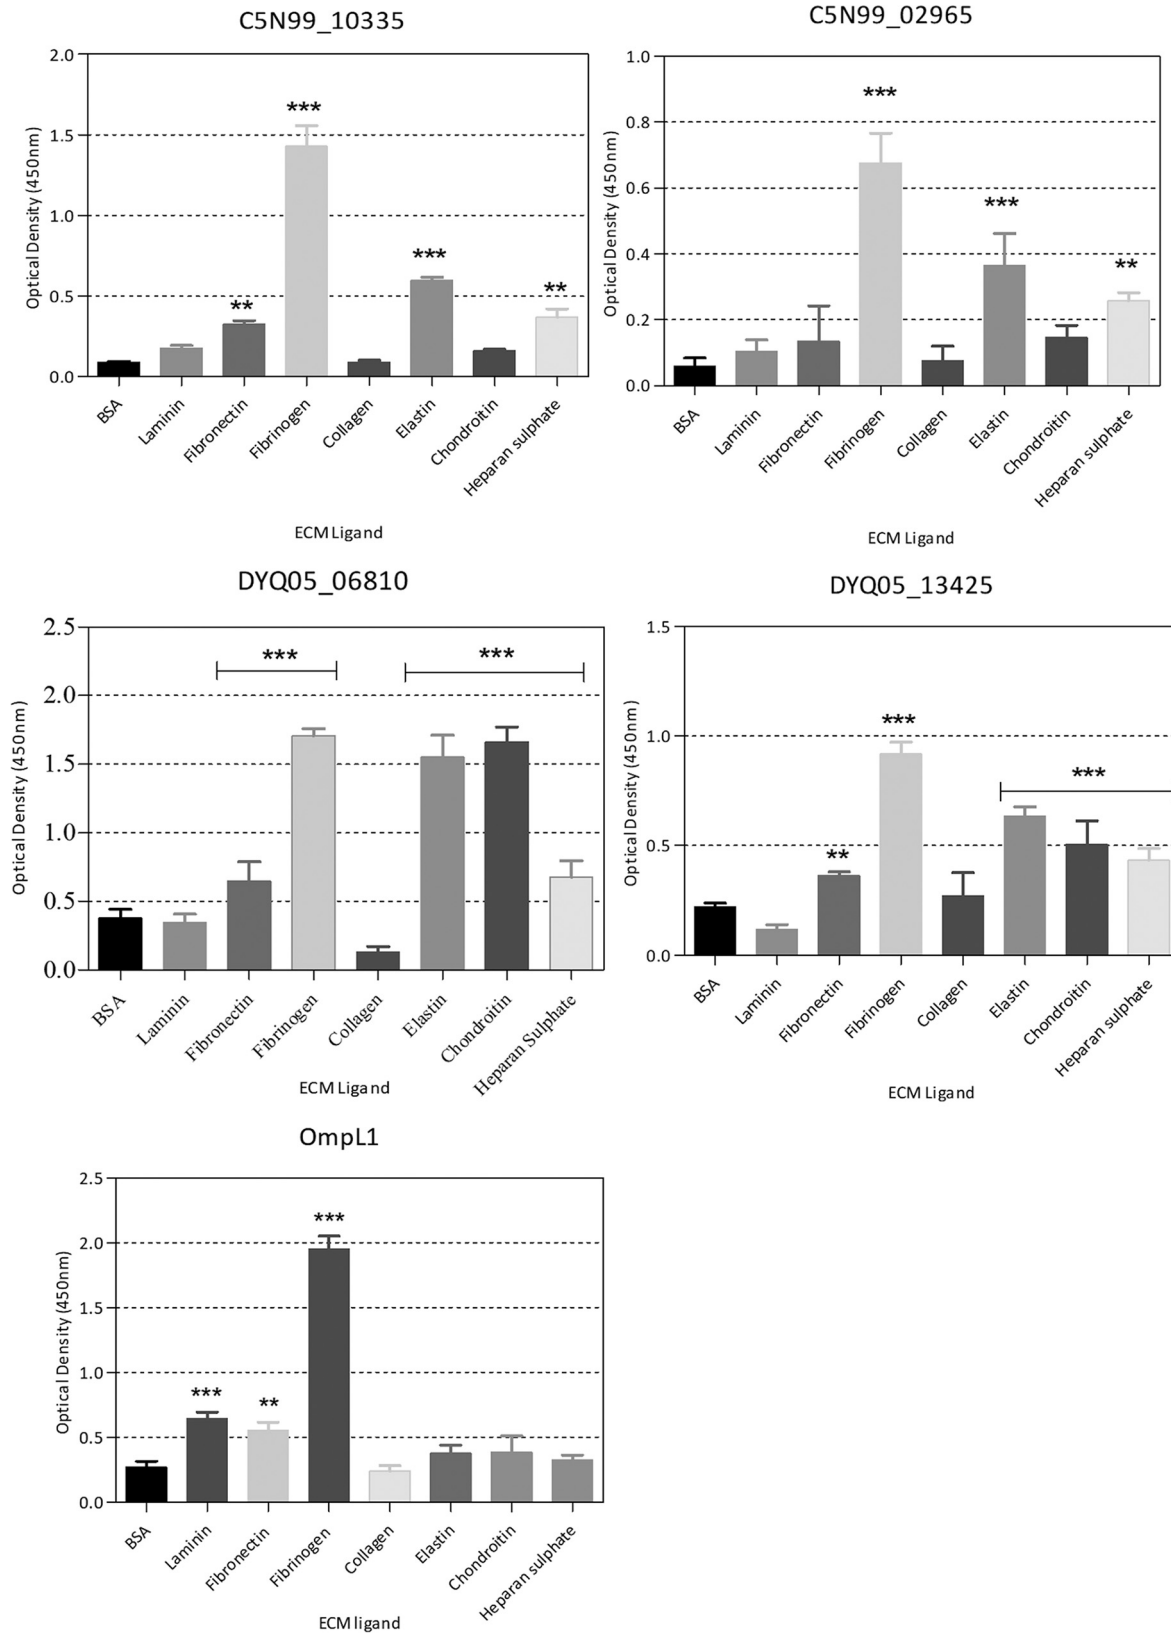 C5N99_10335
Optical Density (450nm)
2.0
1.5
1.0
0.5
0.0
***
**
***
**
BSA
Laminin
Fibronectin
Fibrinogen
Collagen
Elastin
Chondroitin
Heparan sulphate
ECM Ligand
C5N99_02965
Optical Density (450nm)
1.0
0.8
0.6
0.4
0.2
0.0
***
***
**
BSA
Laminin
Fibronectin
Fibrinogen
Collagen
Elastin
Chondroitin
Heparan sulphate
ECM Ligand
DYQ05_06810
Optical Density (450nm)
2.5
2.0
1.5
1.0
0.5
0.0
***
***
BSA
Laminin
Fibronectin
Fibrinogen
Collagen
Elastin
Chondroitin
Heparan Sulphate
ECM Ligand
DYQ05_13425
Optical Density (450nm)
1.5
1.0
0.5
0.0
***
**
***
BSA
Laminin
Fibronectin
Fibrinogen
Collagen
Elastin
Chondroitin
Heparan sulphate
ECM Ligand
OmpL1
Optical Density (450nm)
2.5
2.0
1.5
1.0
0.5
0.0
***
***
**
BSA
Laminin
Fibronectin
Fibrinogen
Collagen
Elastin
Chondroitin
Heparan sulphate
ECM ligand